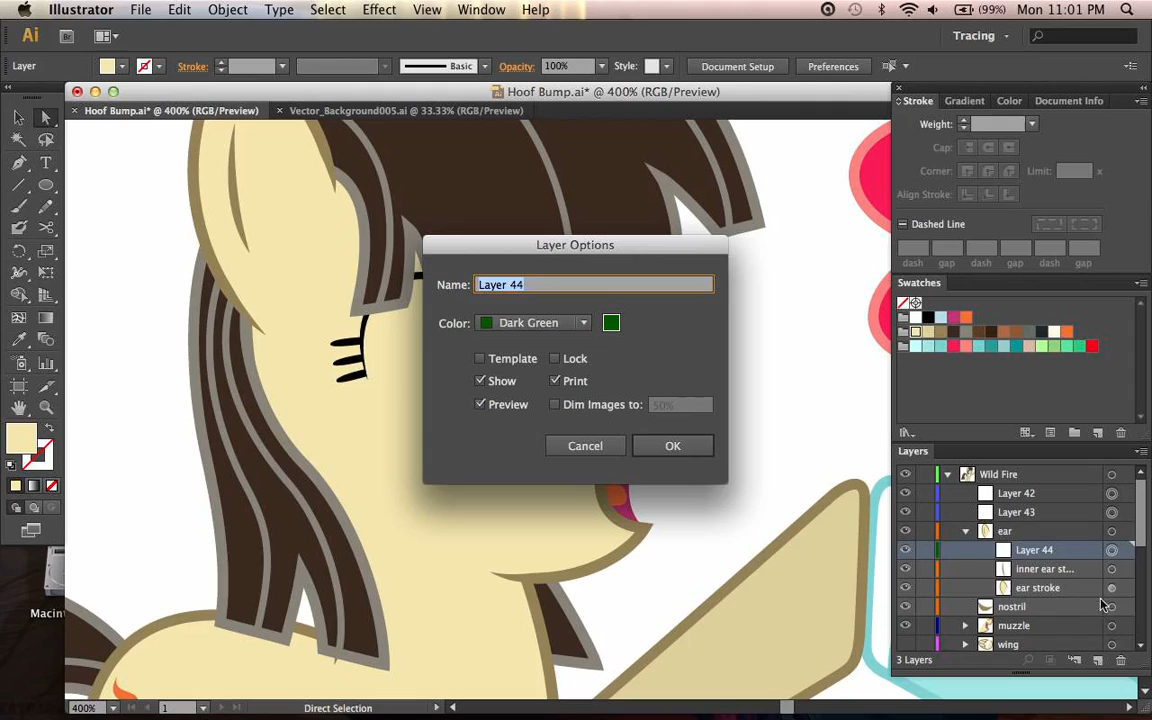 Illustrator File Edit Object Type Select Effect View Window Help (99%) Mon 11:01 PM
Ai Br Tracing
Layer Stroke: Basic Opacity: 100% Style: Document Setup Preferences
Hoof Bump.ai* @ 400% (RGB/Preview)
Hoof Bump.ai* @ 400% (RGB/Preview) Vector_Background005.ai @ 33.33% (RGB/Preview)
Stroke Gradient Color Document Info
Weight:
Cap:
Corner: Limit: x
Align Stroke:
Dashed Line
dash gap dash gap dash gap
Swatches
Layer Options
Name: Layer 44
Color: Dark Green
Template Lock
Show Print
Preview Dim Images to: 50%
Cancel OK
Layers
Wild Fire
Layer 42
Layer 43
ear
Layer 44
inner ear st...
ear stroke
nostril
muzzle
wing
3 Layers
Macin
400% 1 Direct Selection